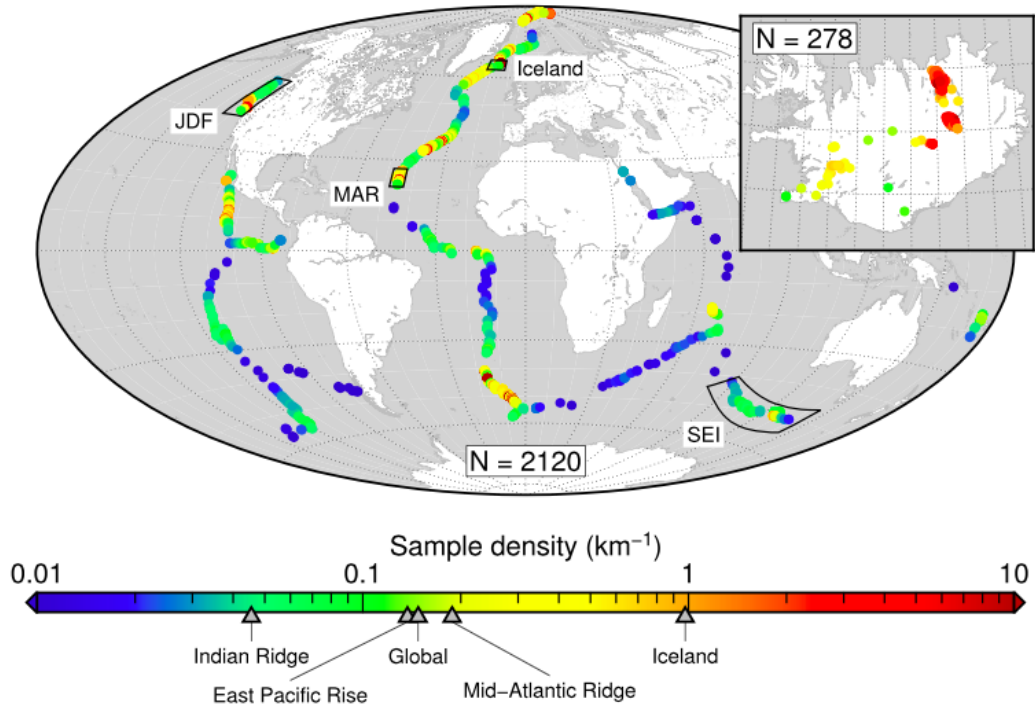 N = 278
Iceland
JDF
MAR
SEI
N = 2120
Sample density (km⁻¹)
0.01 0.1 1 10
Indian Ridge Global Iceland
East Pacific Rise Mid−Atlantic Ridge